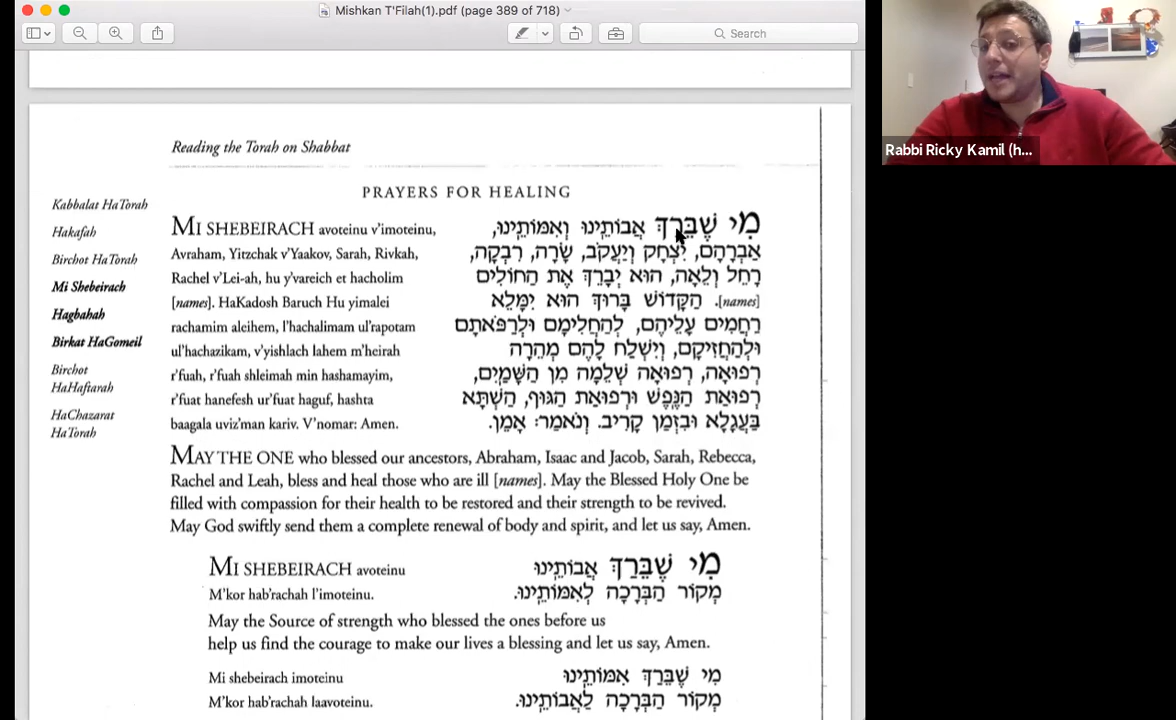 Mishkan T'Filah(1).pdf (page 389 of 718)
Search
Rabbi Ricky Kamil (h...
Reading the Torah on Shabbat
PRAYERS FOR HEALING
Kabbalat HaTorah
Hakafah
Birchot HaTorah
Mi Shebeirach
Hagbahah
Birkat HaGomeil
Birchot
HaHaftarah
HaChazarat
HaTorah
MI SHEBEIRACH avoteinu v'imoteinu,
Avraham, Yitzchak v'Yaakov, Sarah, Rivkah,
Rachel v'Lei-ah, hu y'vareich et hacholim
[names]. HaKadosh Baruch Hu yimalei
rachamim aleihem, l'hachalimam ul'rapotam
ul'hachazikam, v'yishlach lahem m'heirah
r'fuah, r'fuah shleimah min hashamayim,
r'fuat hanefesh ur'fuat haguf, hashta
baagala uviz'man kariv. V'nomar: Amen.
מִי שֶׁבֵּרַךְ אֲבוֹתֵֽינוּ וְאִמּוֹתֵֽינוּ,
אַבְרָהָם, יִצְחָק וְיַעֲקֹב, שָׂרָה, רִבְקָה,
רָחֵל וְלֵאָה, הוּא יְבָרֵךְ אֶת הַחוֹלִים
[names]. הַקָּדוֹשׁ בָּרוּךְ הוּא יִמָּלֵא
רַחֲמִים עֲלֵיהֶם, לְהַחֲלִימָם וּלְרַפֹּאתָם
וּלְהַחֲזִיקָם, וְיִשְׁלַח לָהֶם מְהֵרָה
רְפוּאָה, רְפוּאָה שְׁלֵמָה מִן הַשָּׁמַֽיִם,
רְפוּאַת הַנֶּֽפֶשׁ וּרְפוּאַת הַגּוּף, הַשְׁתָּא
בַּעֲגָלָא וּבִזְמַן קָרִיב. וְנֹאמַר: אָמֵן.
MAY THE ONE who blessed our ancestors, Abraham, Isaac and Jacob, Sarah, Rebecca,
Rachel and Leah, bless and heal those who are ill [names]. May the Blessed Holy One be
filled with compassion for their health to be restored and their strength to be revived.
May God swiftly send them a complete renewal of body and spirit, and let us say, Amen.
MI SHEBEIRACH avoteinu
M'kor hab'rachah l'imoteinu.
מִי שֶׁבֵּרַךְ אֲבוֹתֵֽינוּ
מְקוֹר הַבְּרָכָה לְאִמּוֹתֵֽינוּ.
May the Source of strength who blessed the ones before us
help us find the courage to make our lives a blessing and let us say, Amen.
Mi shebeirach imoteinu
M'kor hab'rachah laavoteinu.
מִי שֶׁבֵּרַךְ אִמּוֹתֵֽינוּ
מְקוֹר הַבְּרָכָה לַאֲבוֹתֵֽינוּ.